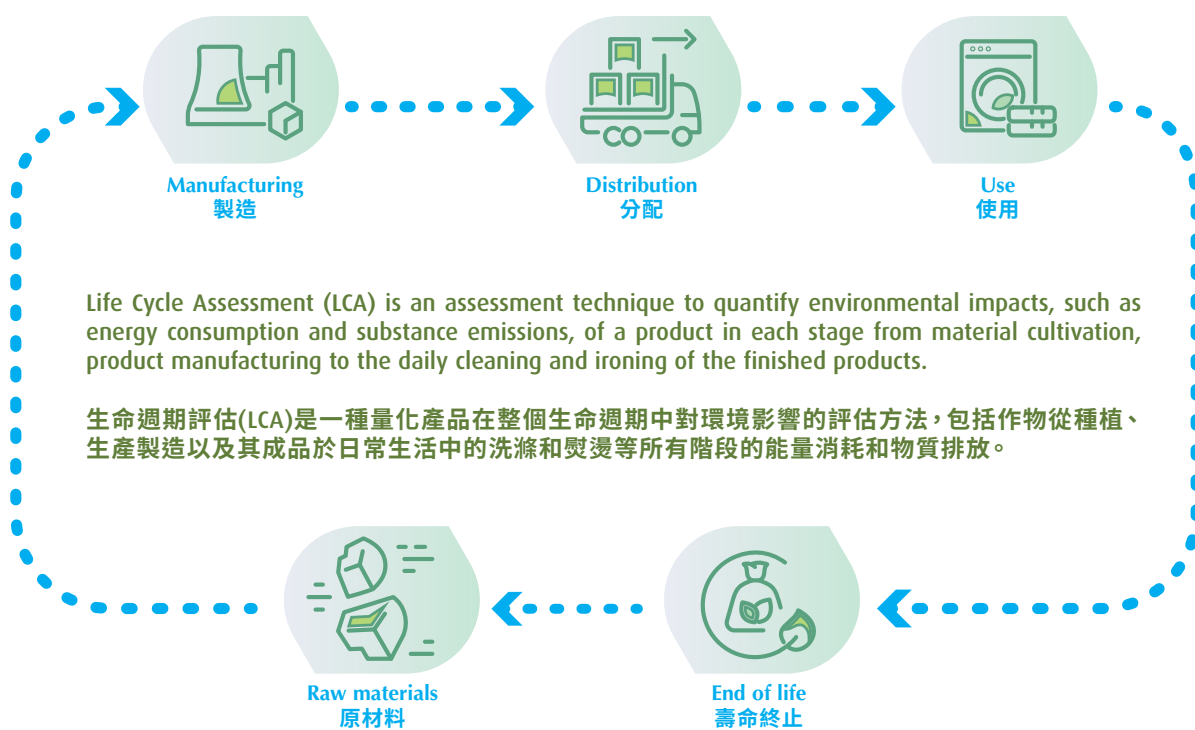 Manufacturing
製造
Distribution
分配
Use
使用
Life Cycle Assessment (LCA) is an assessment technique to quantify environmental impacts, such as
energy consumption and substance emissions, of a product in each stage from material cultivation,
product manufacturing to the daily cleaning and ironing of the finished products.
生命週期評估(LCA)是一種量化產品在整個生命週期中對環境影響的評估方法，包括作物從種植、
生產製造以及其成品於日常生活中的洗滌和熨燙等所有階段的能量消耗和物質排放。
Raw materials
原材料
End of life
壽命終止